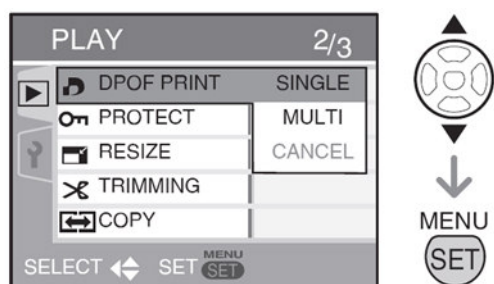 PLAY 2/3
DPOF PRINT SINGLE
PROTECT MULTI
RESIZE CANCEL
TRIMMING
COPY
SELECT SET MENU SET
MENU
SET